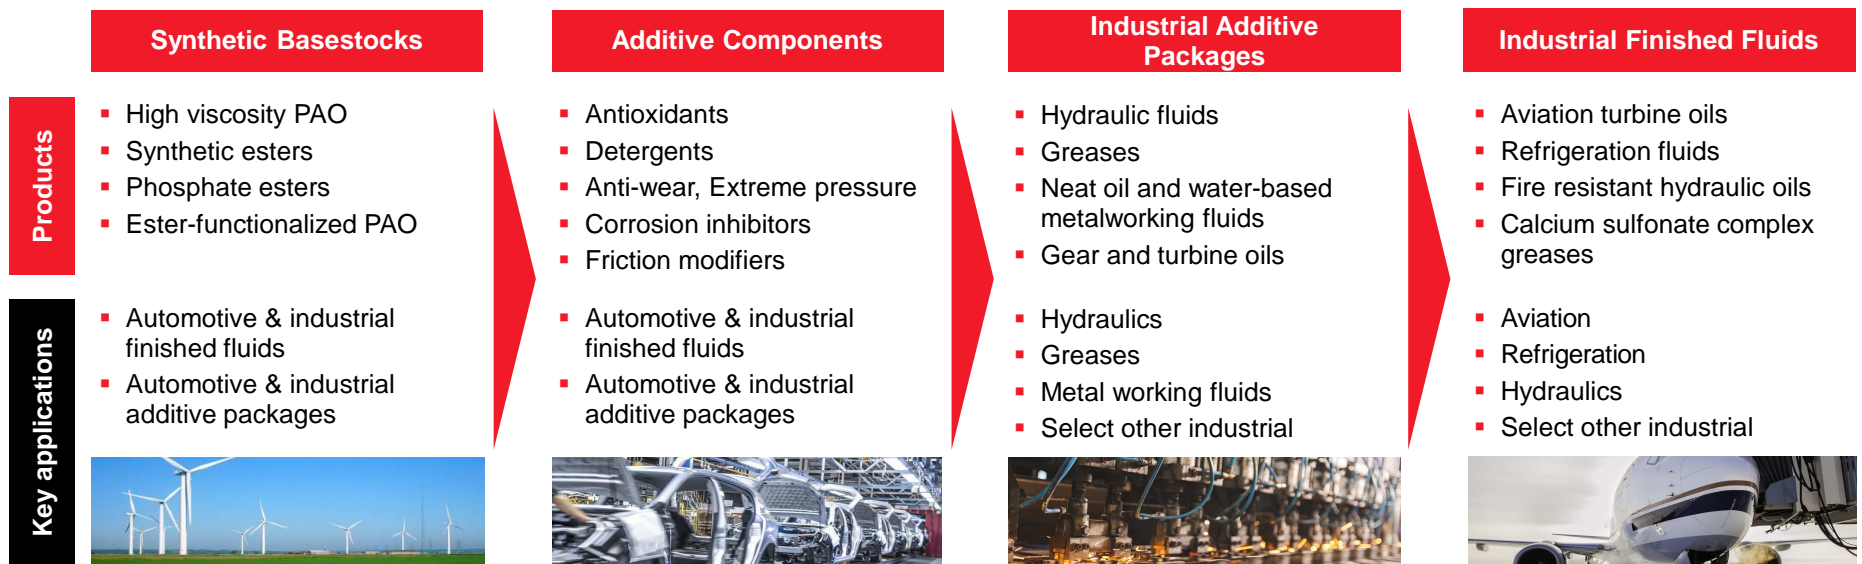 Synthetic Basestocks
Additive Components
Industrial Additive
Packages
Industrial Finished Fluids
Products
High viscosity PAO
Synthetic esters
Phosphate esters
Ester-functionalized PAO
Antioxidants
Detergents
Anti-wear, Extreme pressure
Corrosion inhibitors
Friction modifiers
Hydraulic fluids
Greases
Neat oil and water-based
metalworking fluids
Gear and turbine oils
Aviation turbine oils
Refrigeration fluids
Fire resistant hydraulic oils
Calcium sulfonate complex
greases
Key applications
Automotive & industrial
finished fluids
Automotive & industrial
additive packages
Automotive & industrial
finished fluids
Automotive & industrial
additive packages
Hydraulics
Greases
Metal working fluids
Select other industrial
Aviation
Refrigeration
Hydraulics
Select other industrial